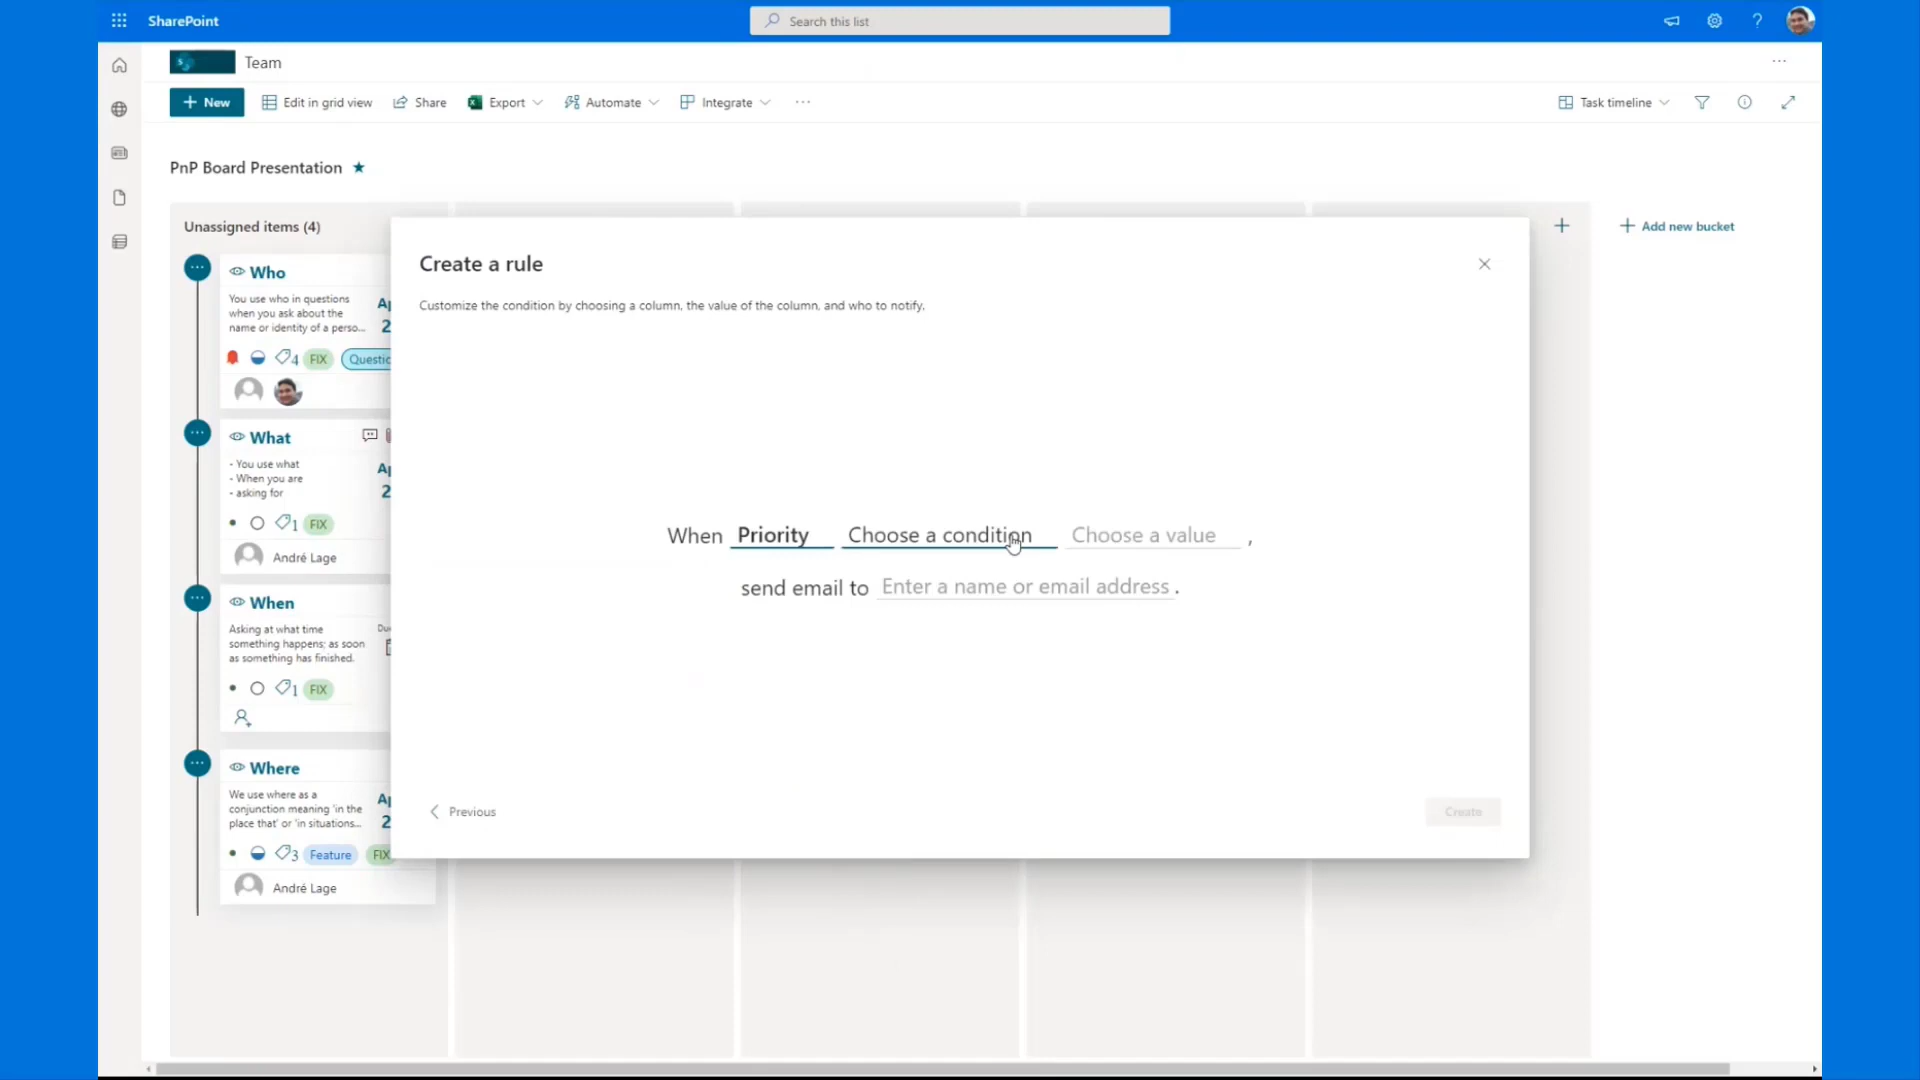 SharePoint
Search this list
Team
New
Edit in grid view
Share
Export
Automate
Integrate
Task timeline
PnP Board Presentation
Unassigned items (4)
Add new bucket
Create a rule
Customize the condition by choosing a column, the value of the column, and who to notify.
When Priority Choose a condition Choose a value ,
send email to Enter a name or email address .
Previous
Create
Who
You use who in questions
when you ask about the
name or identity of a perso...
4
FIX
What
- You use what
- When you are
- asking for
1
FIX
André Lage
When
Asking at what time
something happens; as soon
as something has finished.
1
FIX
Where
We use where as a
conjunction meaning 'in the
place that' or 'in situations...
3
Feature
FIX
André Lage